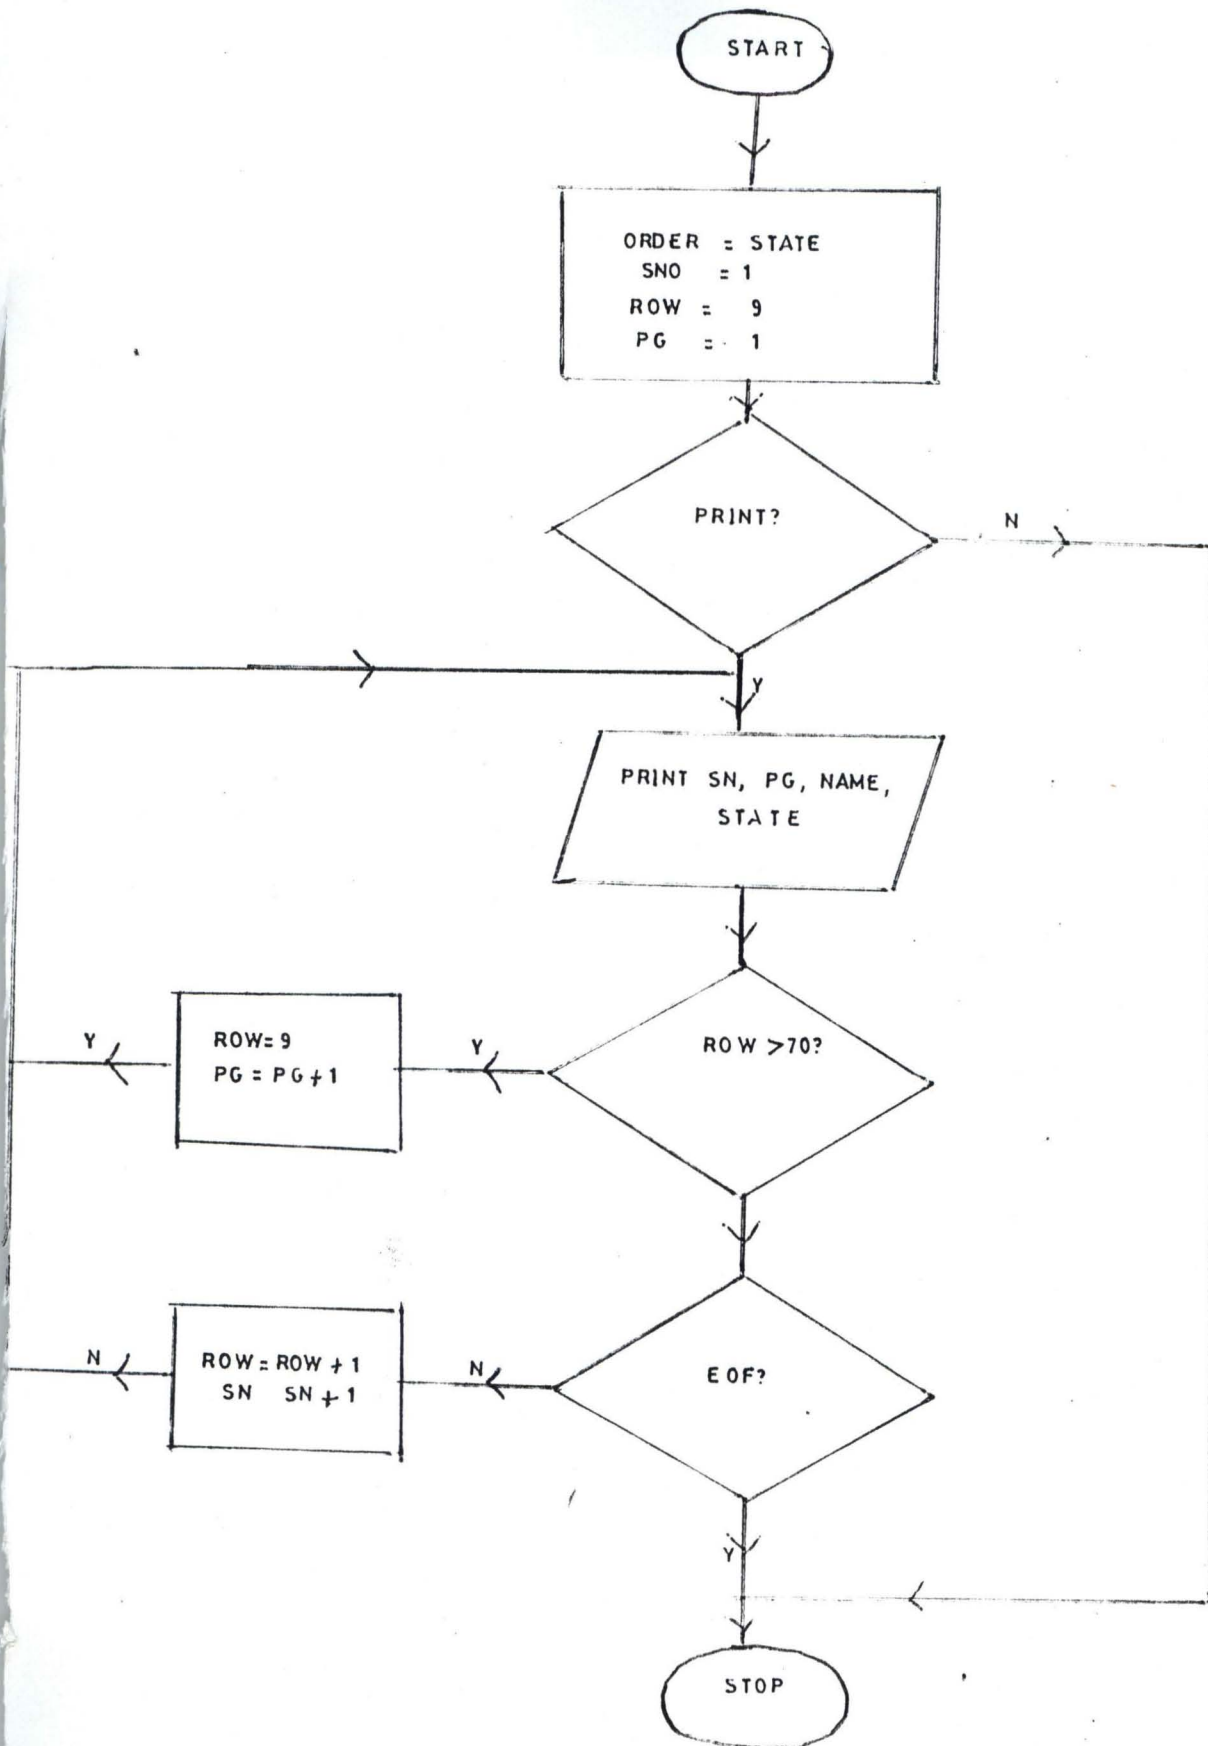 START
ORDER = STATE
SNO = 1
ROW = 9
PG = 1
PRINT?
N
Y
PRINT SN, PG, NAME,
STATE
ROW >70?
Y
ROW= 9
PG = PG+1
Y
EOF?
N
ROW = ROW + 1
SN SN + 1
N
Y
STOP